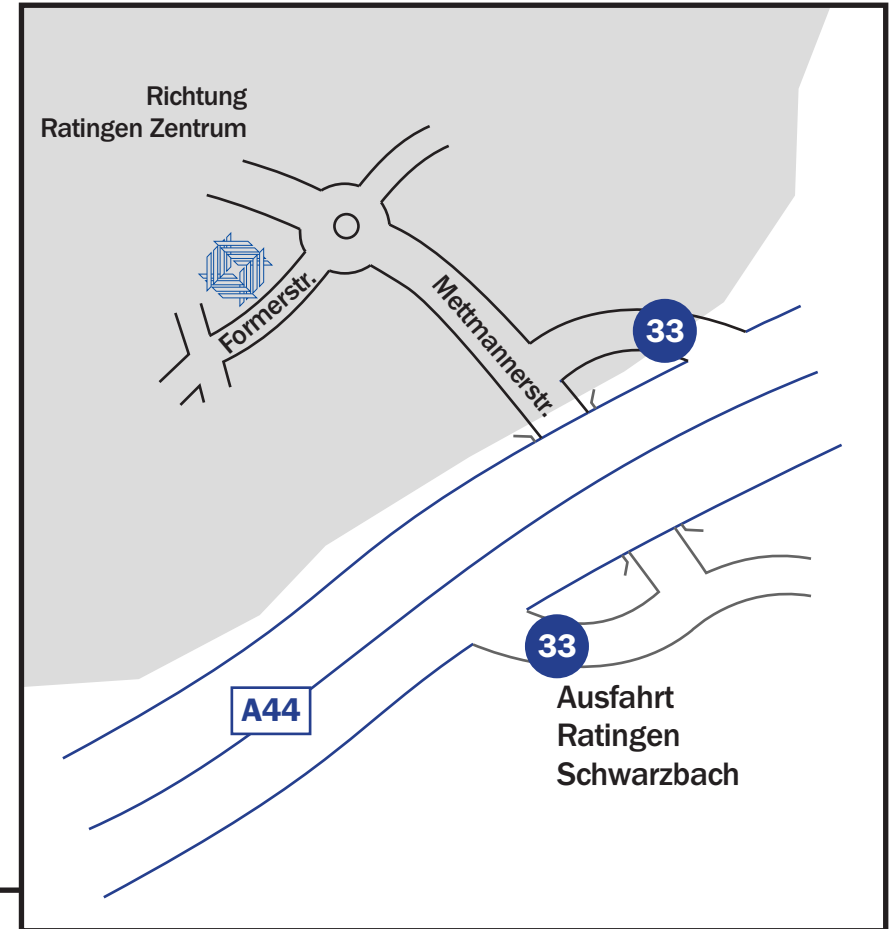 Richtung
Ratingen Zentrum
Formerstr.
Mettmannerstr.
33
33
A44
Ausfahrt
Ratingen
Schwarzbach